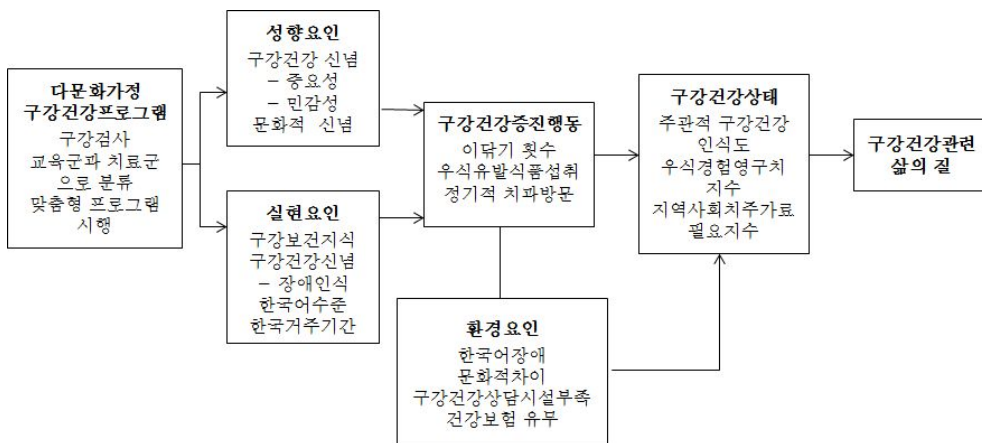 다문화가정
구강건강프로그램
구강검사
교육군과 치료군
으로 분류
맞춤형 프로그램
시행
성향요인
구강건강 신념
– 중요성
– 민감성
문화적 신념
실현요인
구강보건지식
구강건강신념
– 장애인식
한국어수준
한국거주기간
구강건강증진행동
이닦기 횟수
우식유발식품섭취
정기적 치과방문
환경요인
한국어장애
문화적차이
구강건강상담시설부족
건강보험 유무
구강건강상태
주관적 구강건강
인식도
우식경험영구치
지수
지역사회치주가료
필요지수
구강건강관련
삶의 질